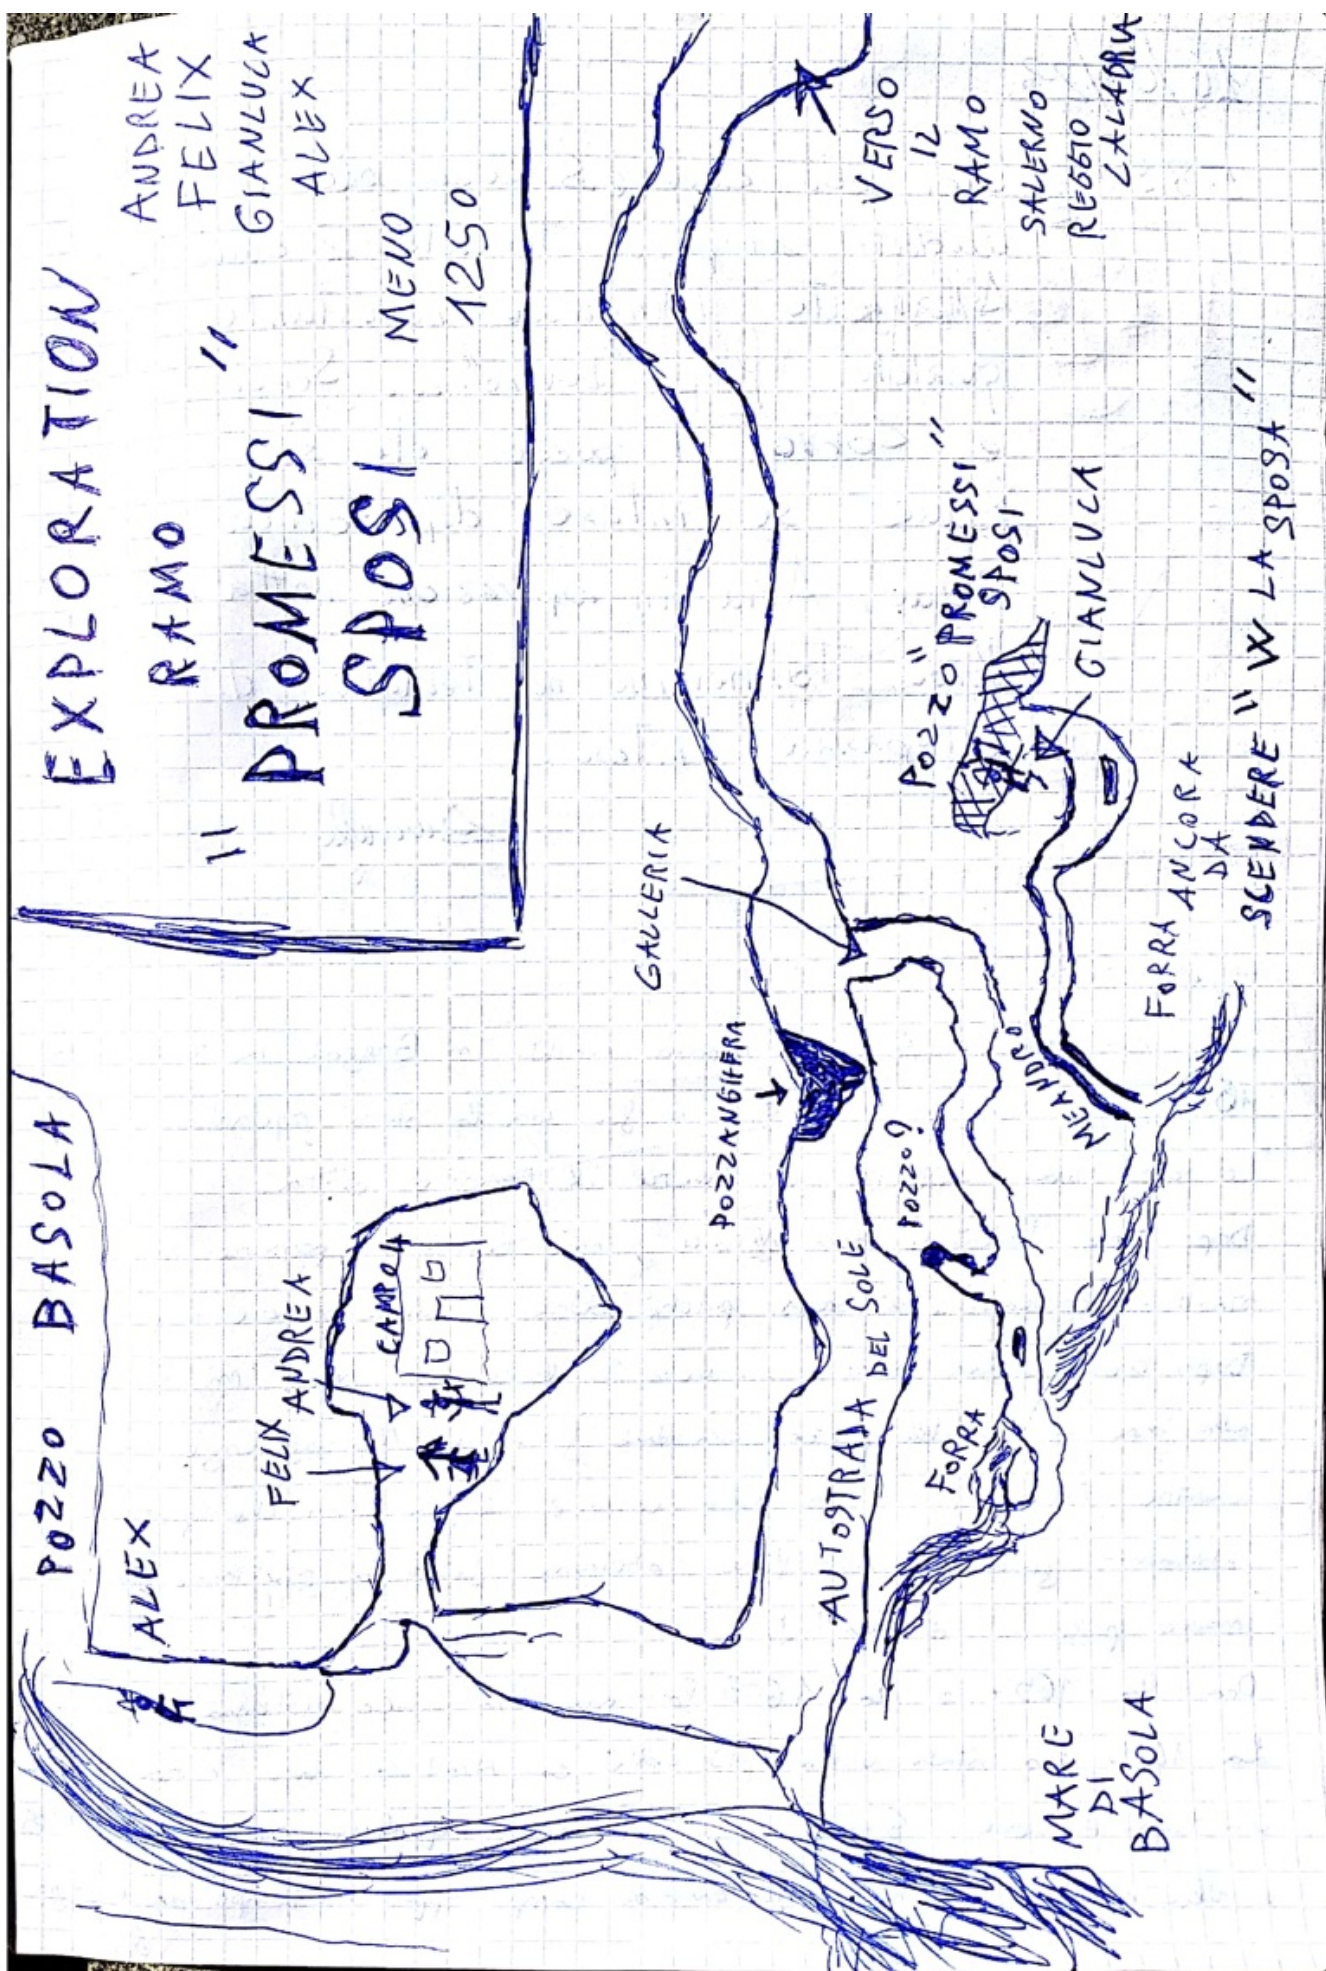 POZZO BASOLA
ALEX
FELIX
ANDREA
CAMPO 4
EXPLORATION
RAMO
"PROMESSI
SPOSI"
MENO
1250
ANDREA
FELIX
GIANLUCA
ALEX
POZZANGHERA
GALLERIA
AUTOSTRADA DEL SOLE
POZZO?
FORRA
MEANDRO
POZZO "PROMESSI
SPOSI"
GIANLUCA
VERSO
IL
RAMO
SALERNO
REGGIO
CALABRIA
MARE
DI
BASOLA
FORRA ANCORA
DA
SCENDERE "W LA SPOSA"